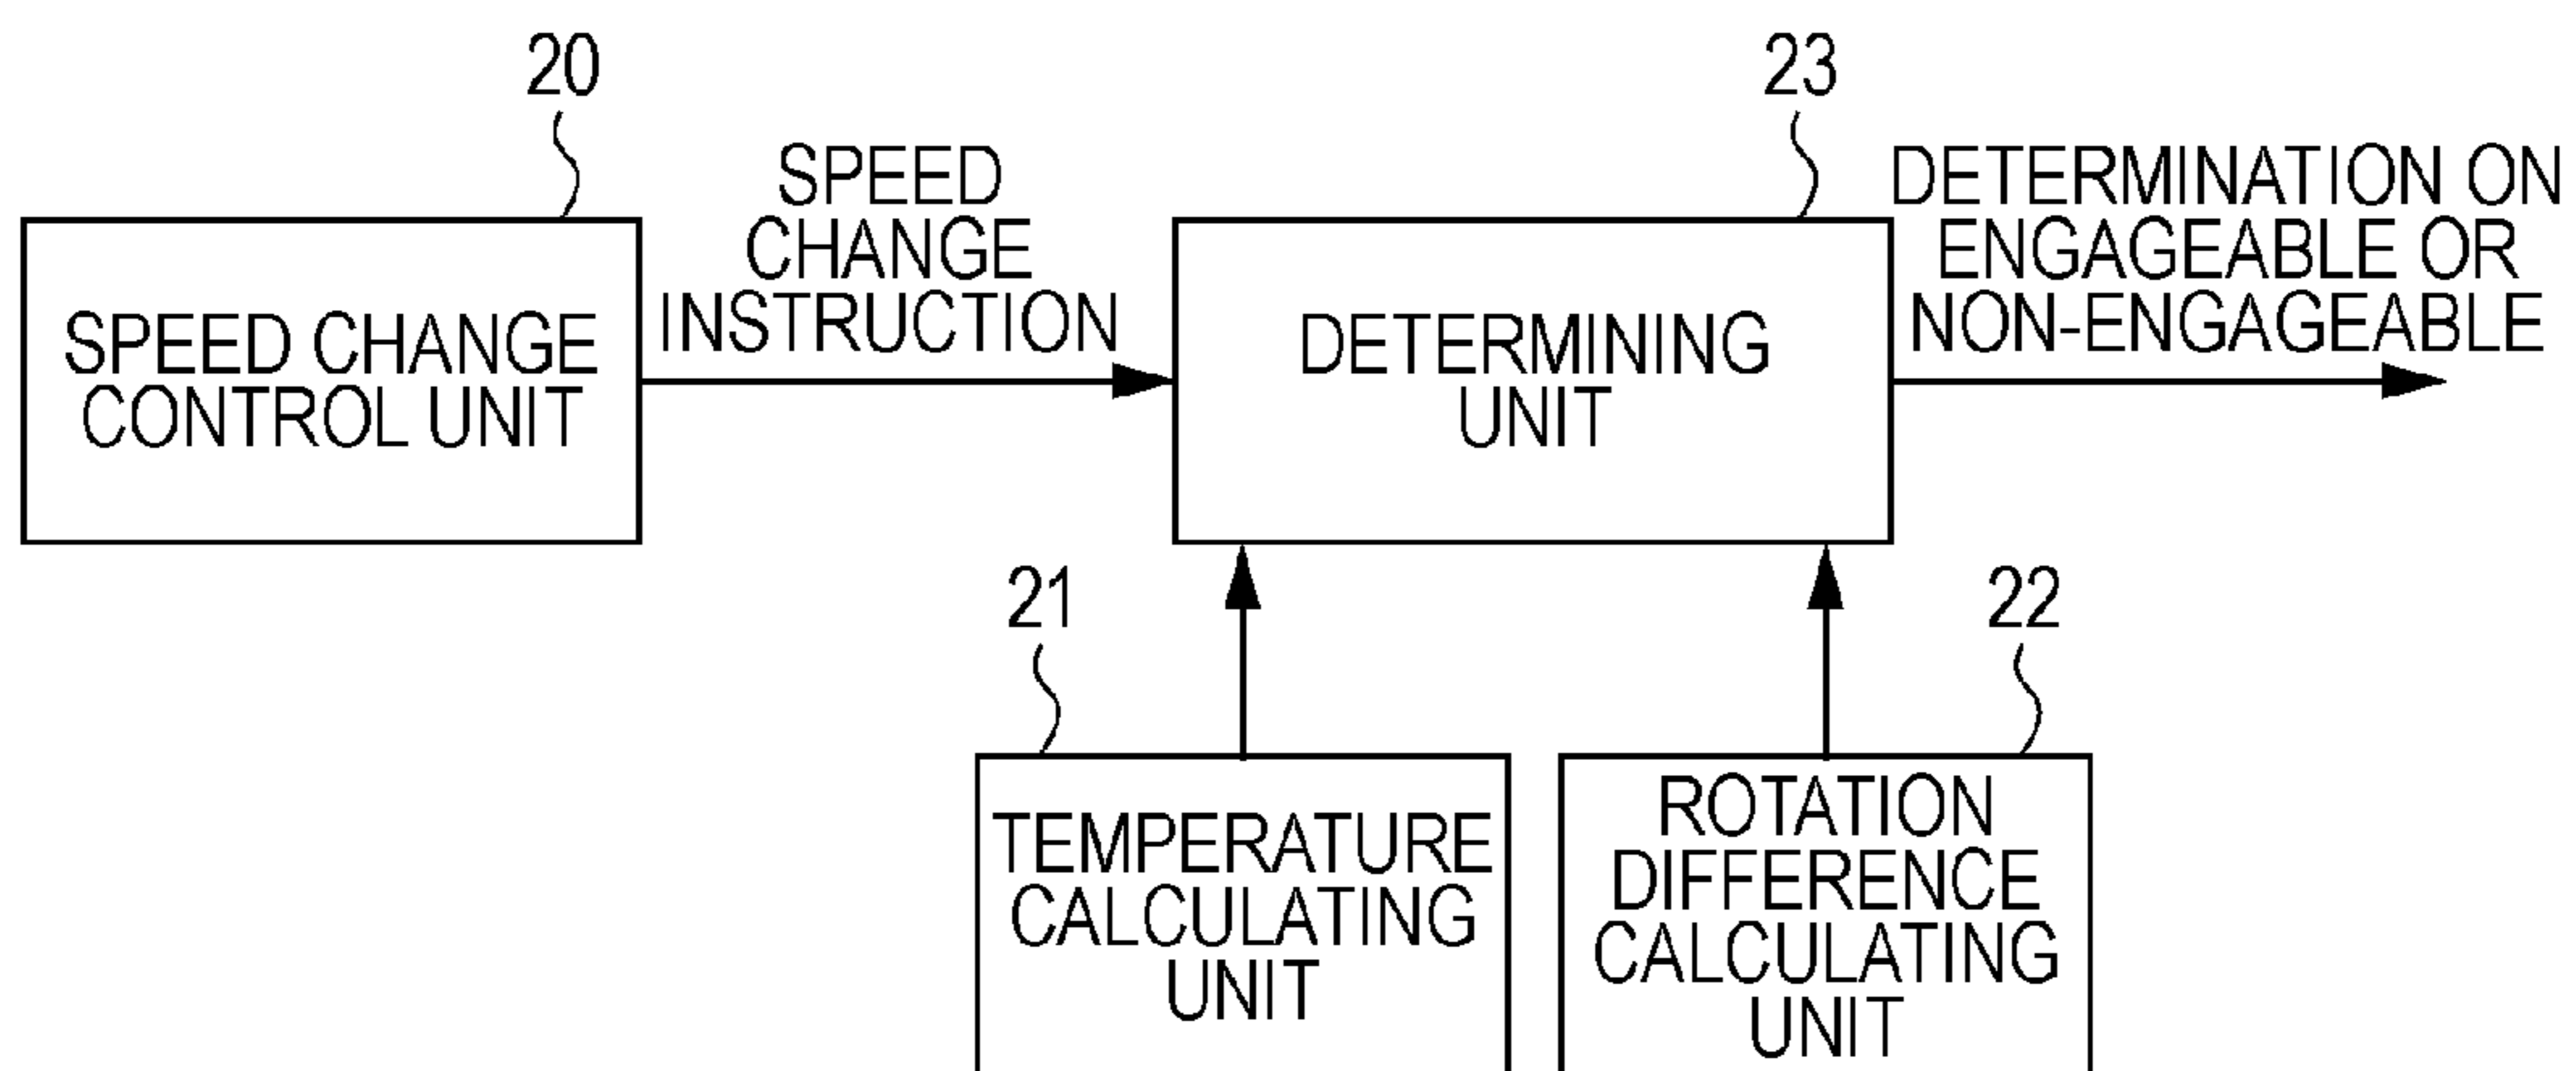 20
SPEED CHANGE
CONTROL UNIT
SPEED
CHANGE
INSTRUCTION
23
DETERMINING
UNIT
DETERMINATION ON
ENGAGEABLE OR
NON-ENGAGEABLE
21
TEMPERATURE
CALCULATING
UNIT
22
ROTATION
DIFFERENCE
CALCULATING
UNIT